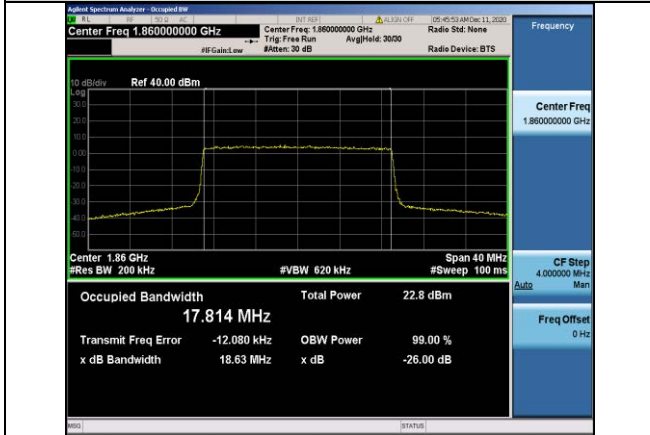 Agilent Spectrum Analyzer - Occupied BW
RL RF 50 Ω AC INT REF ALIGN OFF 05:45:53 AM Dec 11, 2020
Center Freq 1.860000000 GHz Center Freq: 1.860000000 GHz Radio Std: None Frequency
Trig: Free Run Avg|Hold: 30/30
#IFGain:Low #Atten: 30 dB Radio Device: BTS
10 dB/div Ref 40.00 dBm
Log
30.0
20.0
10.0
0.00
-10.0
-20.0
-30.0
-40.0
-50.0
Center Freq
1.860000000 GHz
Center 1.86 GHz Span 40 MHz
#Res BW 200 kHz #VBW 620 kHz #Sweep 100 ms
CF Step
4.000000 MHz
Auto Man
Occupied Bandwidth Total Power 22.8 dBm
17.814 MHz
Freq Offset
0 Hz
Transmit Freq Error -12.080 kHz OBW Power 99.00 %
x dB Bandwidth 18.63 MHz x dB -26.00 dB
MSG STATUS